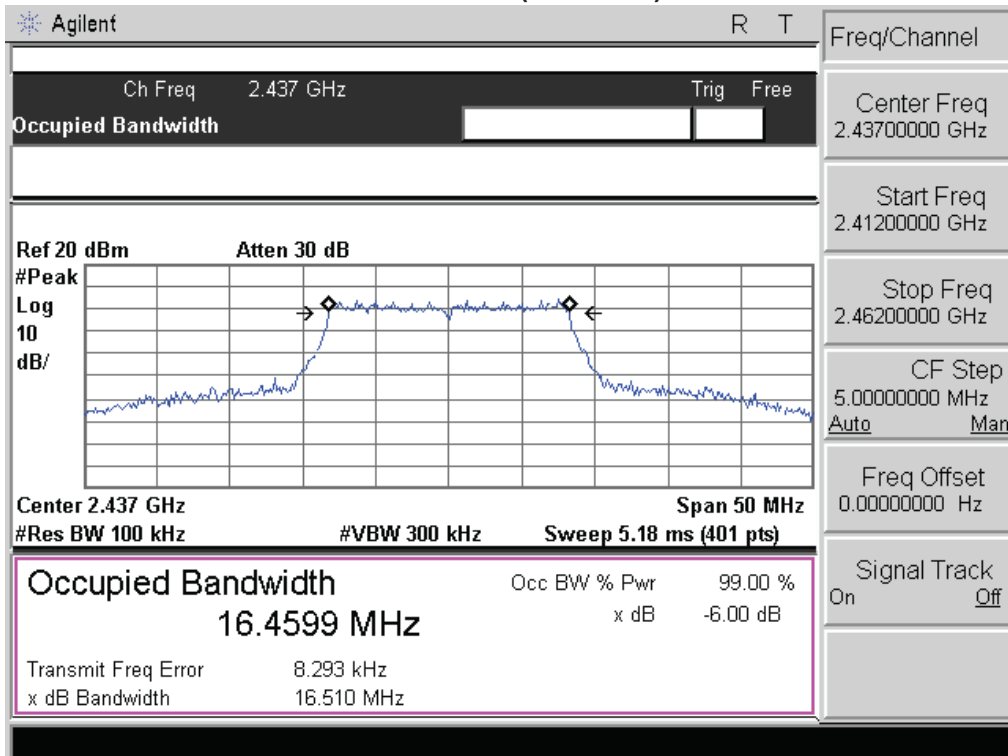 Agilent
R T
Ch Freq 2.437 GHz
Trig Free
Occupied Bandwidth
Ref 20 dBm
Atten 30 dB
#Peak
Log
10
dB/
Center 2.437 GHz
Span 50 MHz
#Res BW 100 kHz
#VBW 300 kHz
Sweep 5.18 ms (401 pts)
Occupied Bandwidth
16.4599 MHz
Occ BW % Pwr 99.00 %
x dB -6.00 dB
Transmit Freq Error 8.293 kHz
x dB Bandwidth 16.510 MHz
Freq/Channel
Center Freq
2.43700000 GHz
Start Freq
2.41200000 GHz
Stop Freq
2.46200000 GHz
CF Step
5.00000000 MHz
Auto Man
Freq Offset
0.00000000 Hz
Signal Track
On Off